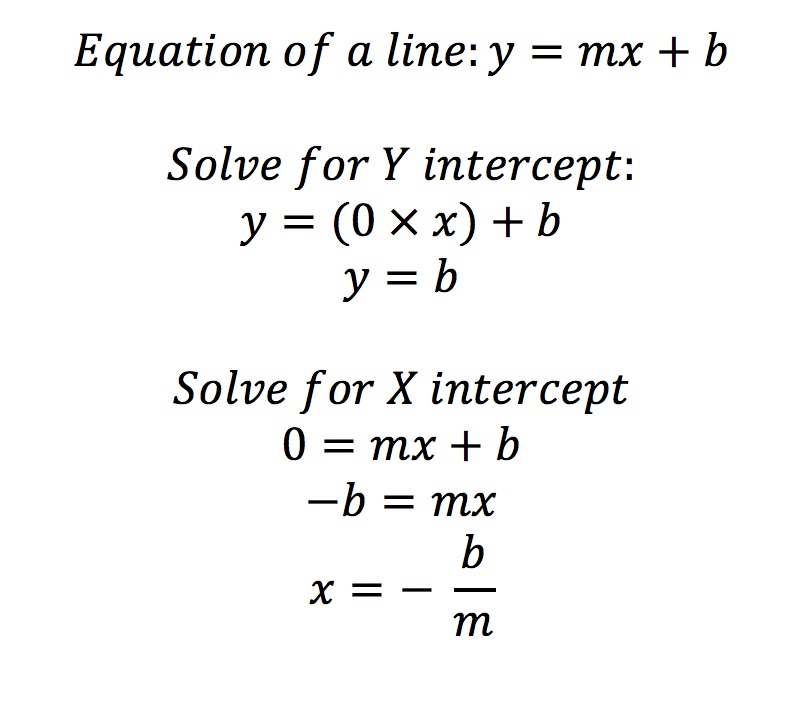 Equation of a line: y = mx + b
Solve for Y intercept:
y = (0 × x) + b
y = b
Solve for X intercept
0 = mx + b
−b = mx
x = − b/m